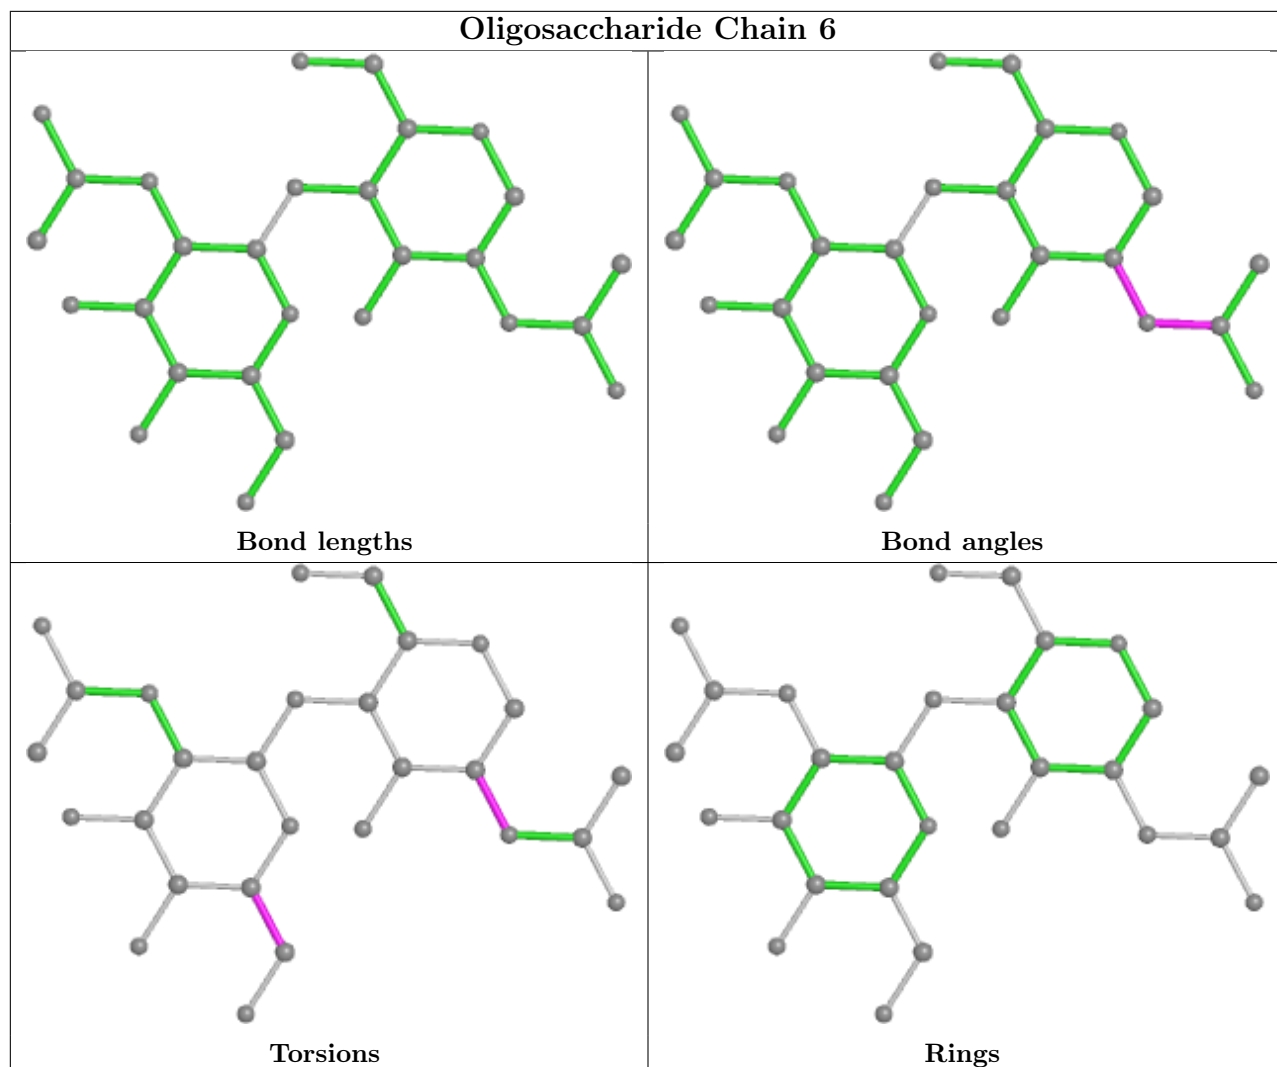 Oligosaccharide Chain 6
Bond lengths
Bond angles
Torsions
Rings